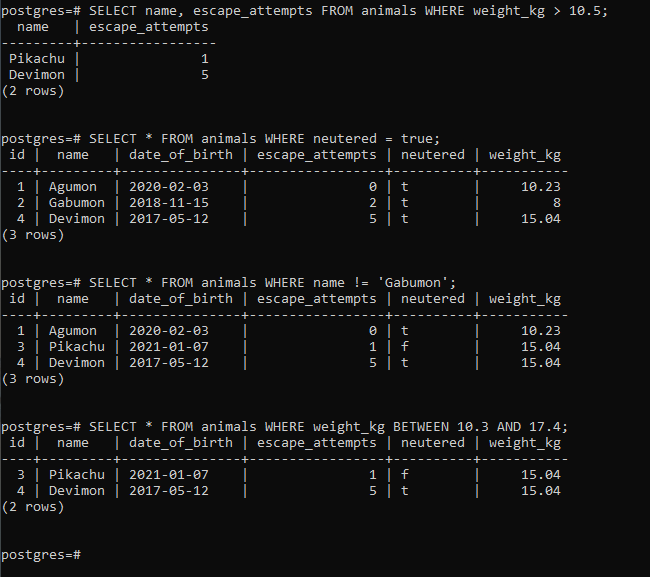 postgres=# SELECT name, escape_attempts FROM animals WHERE weight_kg > 10.5;
  name   | escape_attempts
---------+-----------------
 Pikachu |               1
 Devimon |               5
(2 rows)

postgres=# SELECT * FROM animals WHERE neutered = true;
 id |  name   | date_of_birth | escape_attempts | neutered | weight_kg
----+---------+---------------+-----------------+----------+-----------
  1 | Agumon  | 2020-02-03    |               0 | t        |     10.23
  2 | Gabumon | 2018-11-15    |               2 | t        |         8
  4 | Devimon | 2017-05-12    |               5 | t        |     15.04
(3 rows)

postgres=# SELECT * FROM animals WHERE name != 'Gabumon';
 id |  name   | date_of_birth | escape_attempts | neutered | weight_kg
----+---------+---------------+-----------------+----------+-----------
  1 | Agumon  | 2020-02-03    |               0 | t        |     10.23
  3 | Pikachu | 2021-01-07    |               1 | f        |     15.04
  4 | Devimon | 2017-05-12    |               5 | t        |     15.04
(3 rows)

postgres=# SELECT * FROM animals WHERE weight_kg BETWEEN 10.3 AND 17.4;
 id |  name   | date_of_birth | escape_attempts | neutered | weight_kg
----+---------+---------------+-----------------+----------+-----------
  3 | Pikachu | 2021-01-07    |               1 | f        |     15.04
  4 | Devimon | 2017-05-12    |               5 | t        |     15.04
(2 rows)

postgres=#